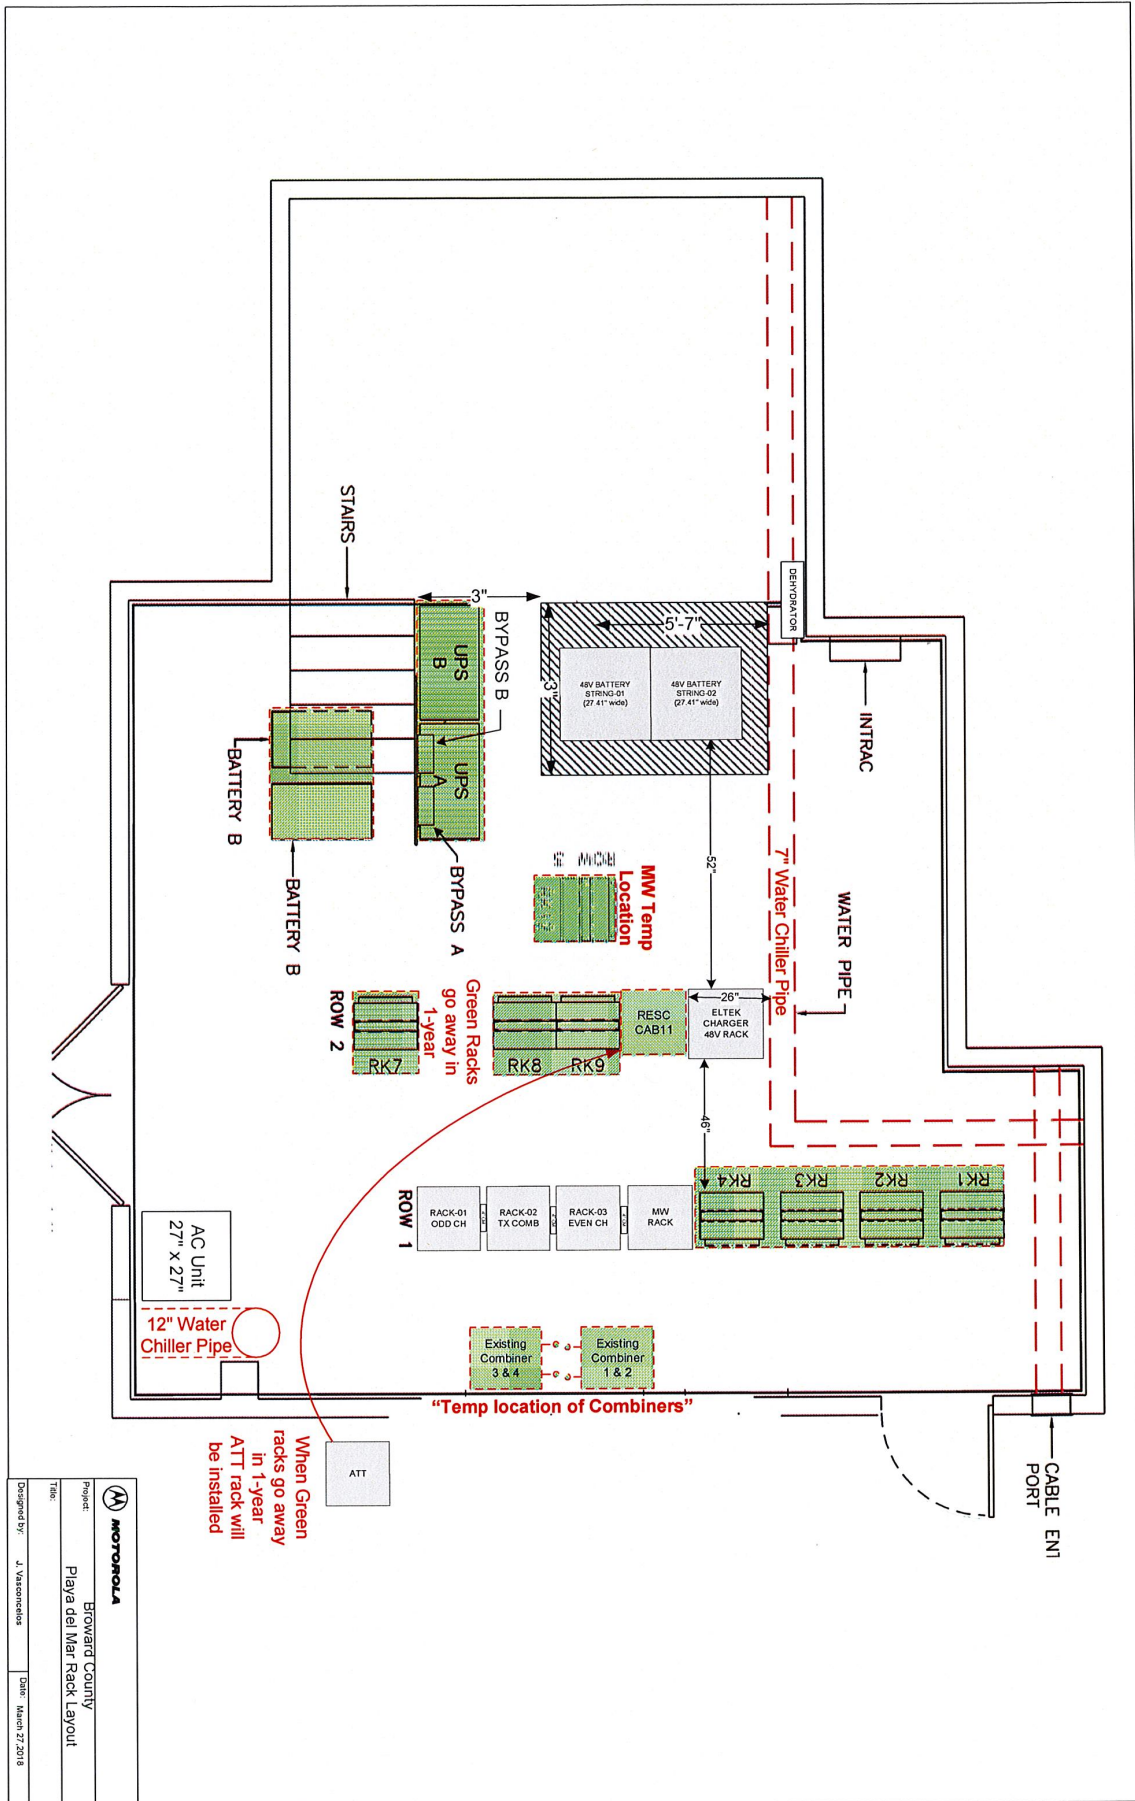 DEHYDRATOR
INTRAC
STAIRS
3"
5'-7"
BYPASS B
UPS
B
48V BATTERY
STRING-01
(27.41" wide)
48V BATTERY
STRING-02
(27.41" wide)
3"
UPS
A
BATTERY B
BATTERY B
BYPASS A
52"
7" Water Chiller Pipe
WATER PIPE
MW Temp
Location
Green Racks
go away in
1-year
ROW 2
RK7
RK8
RK9
RESC
CAB11
26"
ELTEK
CHARGER
48V RACK
46"
RK4
RK3
RK2
RK1
ROW 1
RACK-01
ODD CH
RACK-02
TX COMB
RACK-03
EVEN CH
MW
RACK
AC Unit
27" x 27"
12" Water
Chiller Pipe
Existing
Combiner
3 & 4
Existing
Combiner
1 & 2
“Temp location of Combiners”
CABLE ENT
PORT
ATT
When Green
racks go away
in 1-year
ATT rack will
be installed
MOTOROLA
Project:
Broward County
Playa del Mar Rack Layout
Title:
Designed by: J. Vasconcelos
Date: March 27,2018